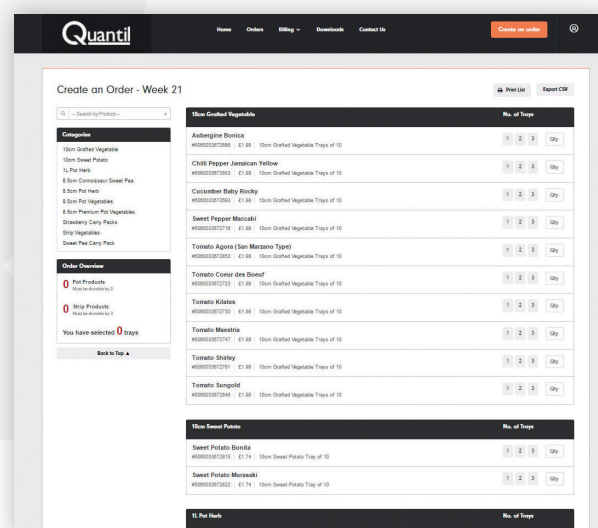 Quantil
Home Orders Billing Downloads Contact Us
Create an order
Create an Order - Week 21
Print List Export CSV
-- Search by Product --
Categories
10cm Grafted Vegetable
10cm Sweet Potato
1L Pot Herb
8.5cm Connoisseur Sweet Pea
8.5cm Pot Herb
8.5cm Pot Vegetables
8.5cm Premium Pot Vegetables
Strawberry Carry Packs
Strip Vegetables
Sweet Pea Carry Pack
Order Overview
0 Pot Products
Must be divisible by 2
0 Strip Products
Must be divisible by 3
You have selected 0 trays
Back to Top
10cm Grafted Vegetable No. of Trays
Aubergine Bonica
£1.98 10cm Grafted Vegetable Trays of 10
1 2 3 Qty
Chilli Pepper Jamaican Yellow
£1.98 10cm Grafted Vegetable Trays of 10
1 2 3 Qty
Cucumber Baby Rocky
£1.98 10cm Grafted Vegetable Trays of 10
1 2 3 Qty
Sweet Pepper Maccabi
£1.98 10cm Grafted Vegetable Trays of 10
1 2 3 Qty
Tomato Agora (San Marzano Type)
£1.98 10cm Grafted Vegetable Trays of 10
1 2 3 Qty
Tomato Coeur des Boeuf
£1.98 10cm Grafted Vegetable Trays of 10
1 2 3 Qty
Tomato Kilates
£1.98 10cm Grafted Vegetable Trays of 10
1 2 3 Qty
Tomato Maestria
£1.98 10cm Grafted Vegetable Trays of 10
1 2 3 Qty
Tomato Shirley
£1.98 10cm Grafted Vegetable Trays of 10
1 2 3 Qty
Tomato Sungold
£1.98 10cm Grafted Vegetable Trays of 10
1 2 3 Qty
10cm Sweet Potato No. of Trays
Sweet Potato Bonita
£1.74 10cm Sweet Potato Tray of 10
1 2 3 Qty
Sweet Potato Murasaki
£1.74 10cm Sweet Potato Tray of 10
1 2 3 Qty
1L Pot Herb No. of Trays